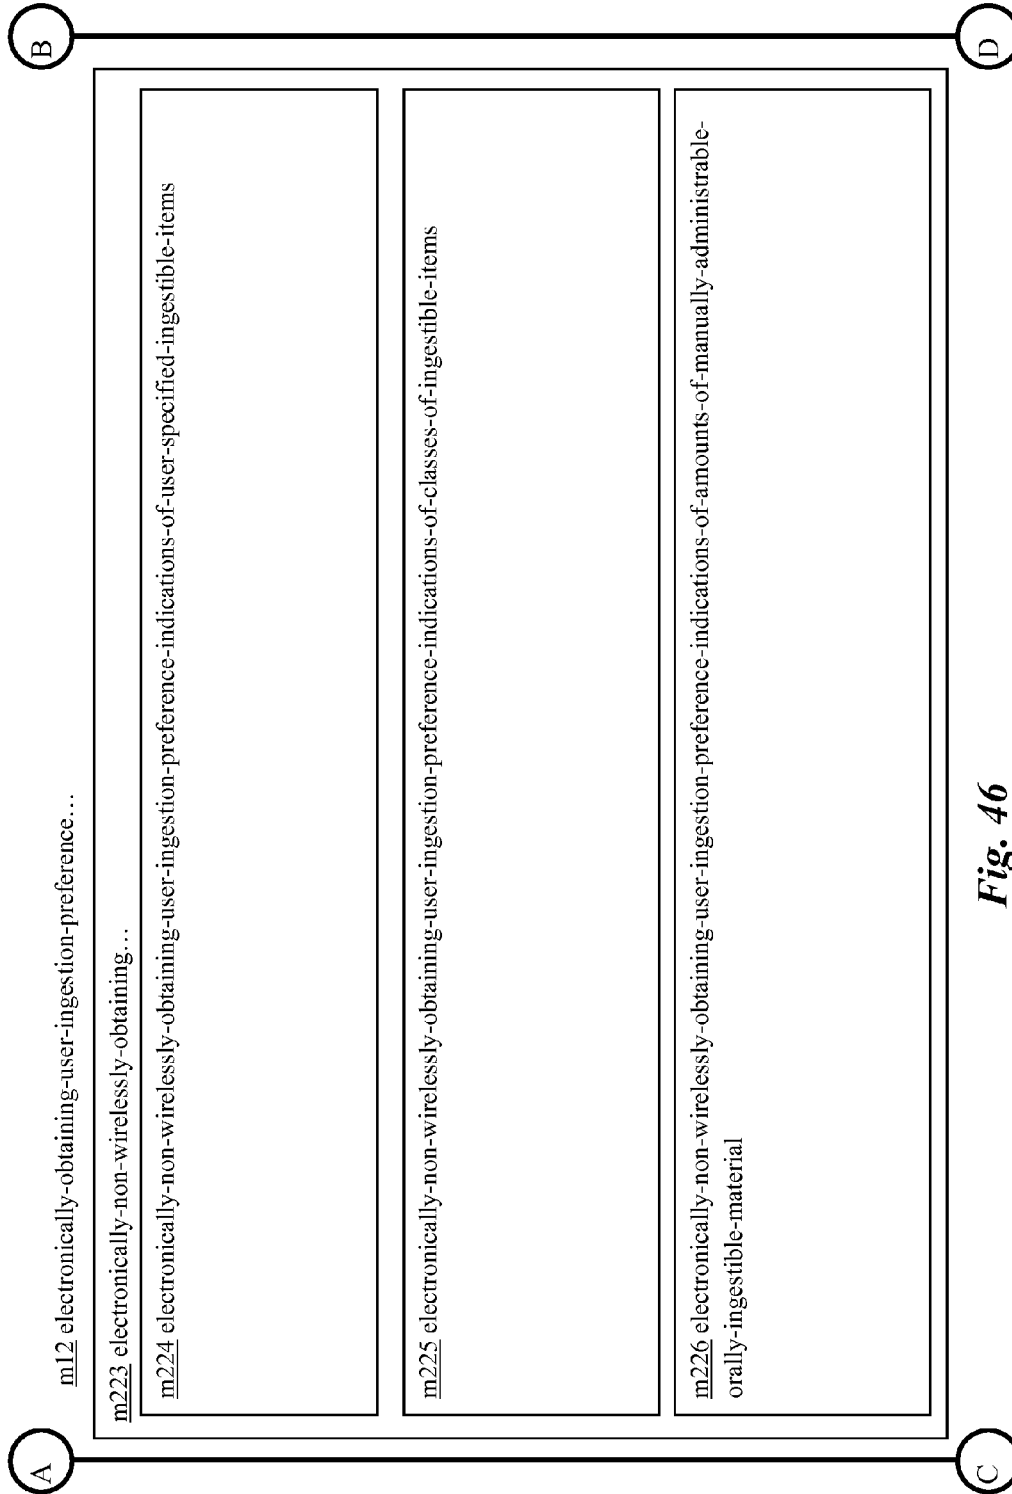 A
B
m12 electronically-obtaining-user-ingestion-preference…
m223 electronically-non-wirelessly-obtaining…
m224 electronically-non-wirelessly-obtaining-user-ingestion-preference-indications-of-user-specified-ingestible-items
m225 electronically-non-wirelessly-obtaining-user-ingestion-preference-indications-of-classes-of-ingestible-items
m226 electronically-non-wirelessly-obtaining-user-ingestion-preference-indications-of-amounts-of-manually-administrable-
orally-ingestible-material
C
D
Fig. 46